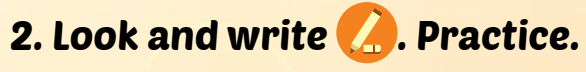 2. Look and write . Practice.